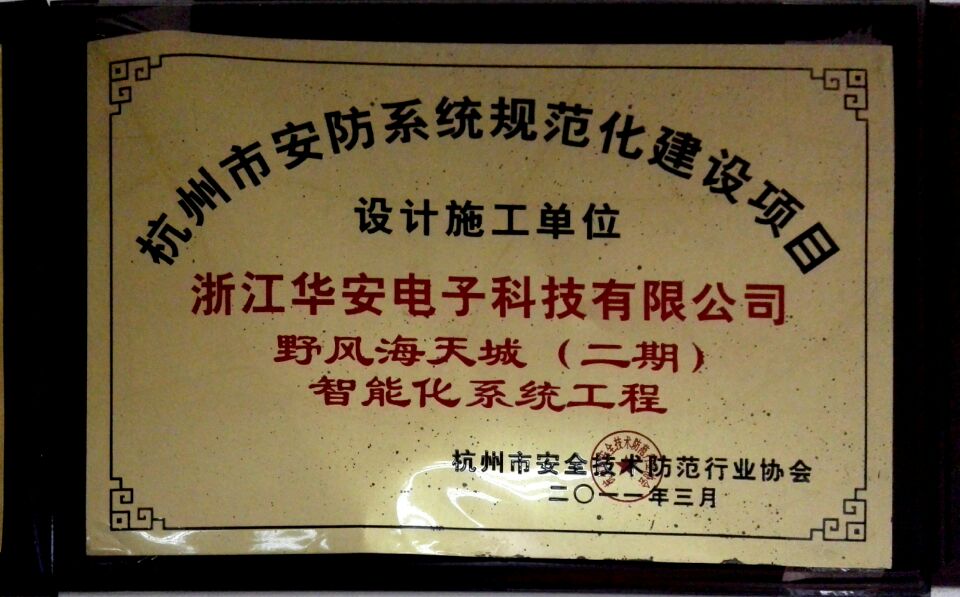 杭州市安防系统规范化建设项目
设计施工单位
浙江华安电子科技有限公司
野风海天城（二期）
智能化系统工程
杭州市安全技术防范行业协会
二〇一一年三月